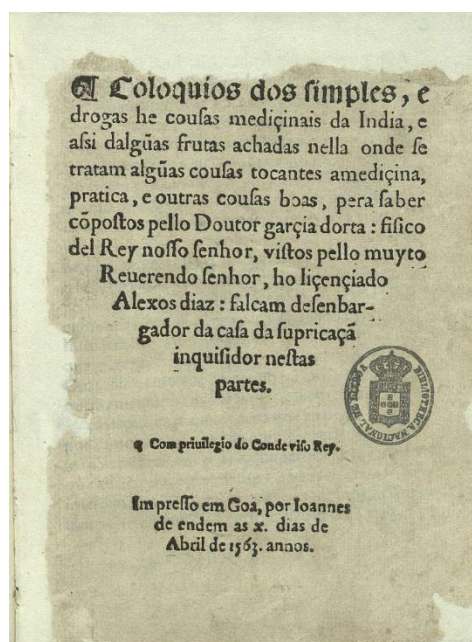 ¶ Coloquios dos ſimples, e
drogas he couſas mediçinais da India, e
aſsi dalgũas frutas achadas nella onde ſe
tratam algũas couſas tocantes amediçina,
pratica, e outras couſas boas, pera ſaber
cõpoſtos pello Doutor garçia dorta : fiſico
del Rey noſſo ſenhor, viſtos pello muyto
Reuerendo ſenhor, ho liçençiado
Alexos diaz : falcam deſenbar-
gador da caſa da ſupricaçã
inquiſidor neſtas
partes.
¶ Com priuilegio do Conde viſo Rey.
Impreſſo em Goa, por Ioannes
de endem as x. dias de
Abril de 1563. annos.